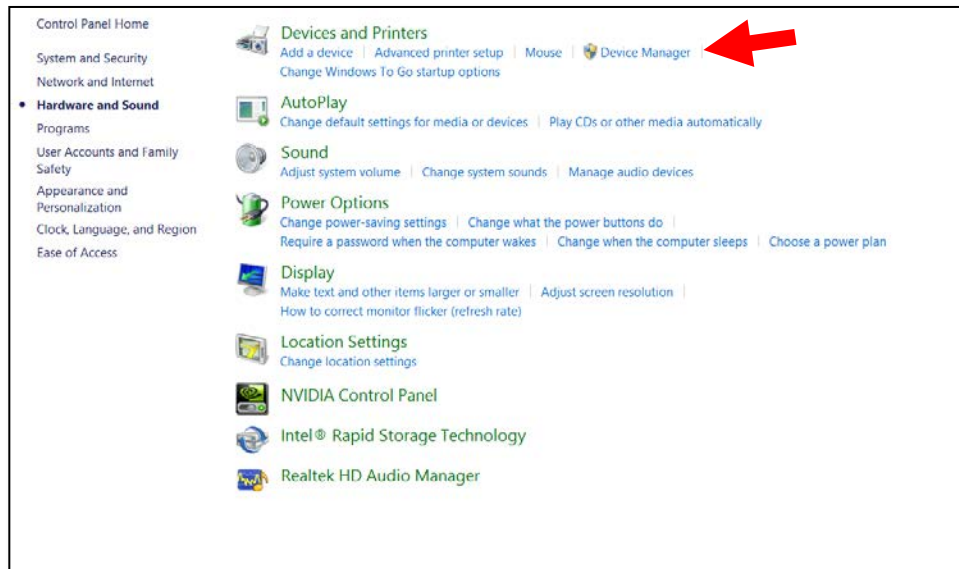 Control Panel Home
System and Security
Network and Internet
Hardware and Sound
Programs
User Accounts and Family
Safety
Appearance and
Personalization
Clock, Language, and Region
Ease of Access
Devices and Printers
Add a device Advanced printer setup Mouse Device Manager
Change Windows To Go startup options
AutoPlay
Change default settings for media or devices Play CDs or other media automatically
Sound
Adjust system volume Change system sounds Manage audio devices
Power Options
Change power-saving settings Change what the power buttons do
Require a password when the computer wakes Change when the computer sleeps Choose a power plan
Display
Make text and other items larger or smaller Adjust screen resolution
How to correct monitor flicker (refresh rate)
Location Settings
Change location settings
NVIDIA Control Panel
Intel® Rapid Storage Technology
Realtek HD Audio Manager